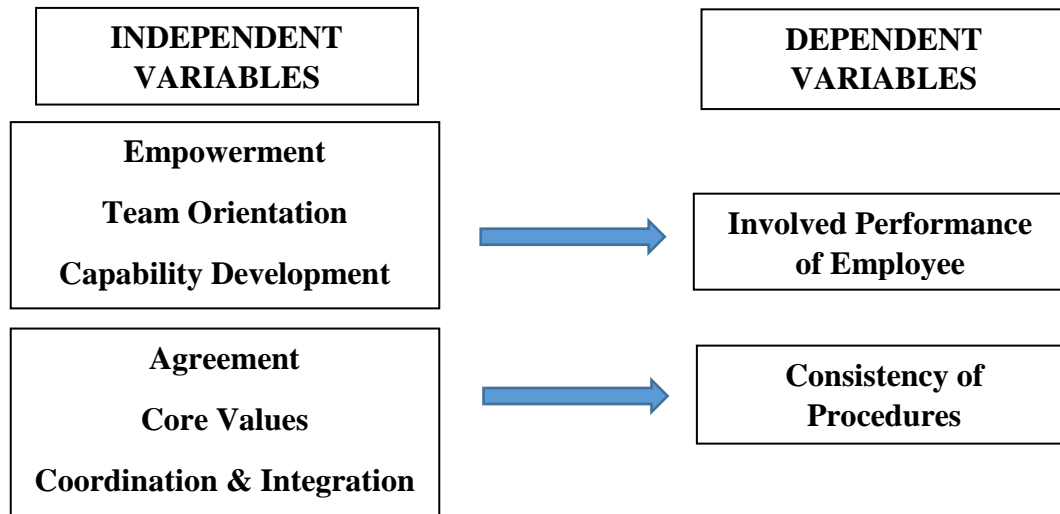 INDEPENDENT
VARIABLES
Empowerment
Team Orientation
Capability Development
Agreement
Core Values
Coordination & Integration
DEPENDENT
VARIABLES
Involved Performance
of Employee
Consistency of
Procedures